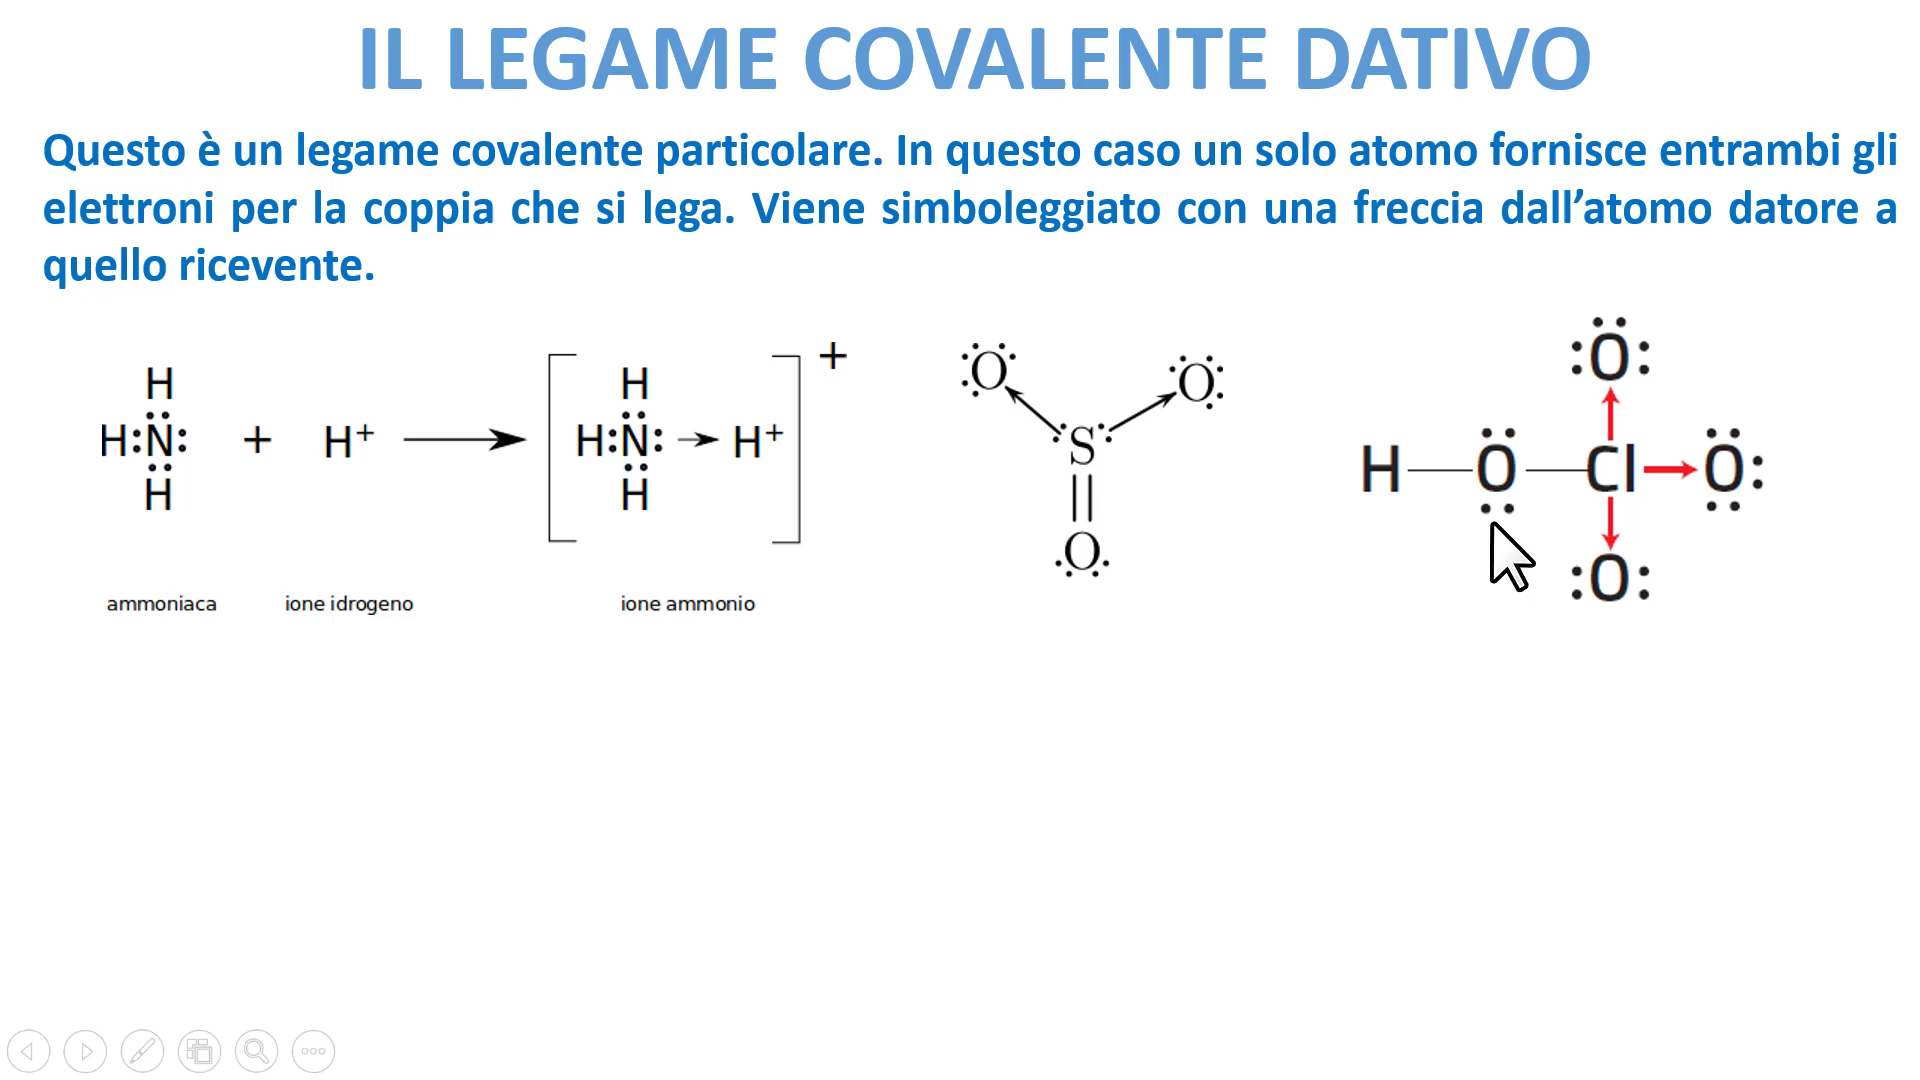 IL LEGAME COVALENTE DATIVO
Questo è un legame covalente particolare. In questo caso un solo atomo fornisce entrambi gli
elettroni per la coppia che si lega. Viene simboleggiato con una freccia dall’atomo datore a
quello ricevente.
H
H:N: + H⁺ ⟶
H
[ H
H:N: → H⁺
H ] +
O O
S
O
O
H — O — Cl → O
O
ammoniaca ione idrogeno ione ammonio